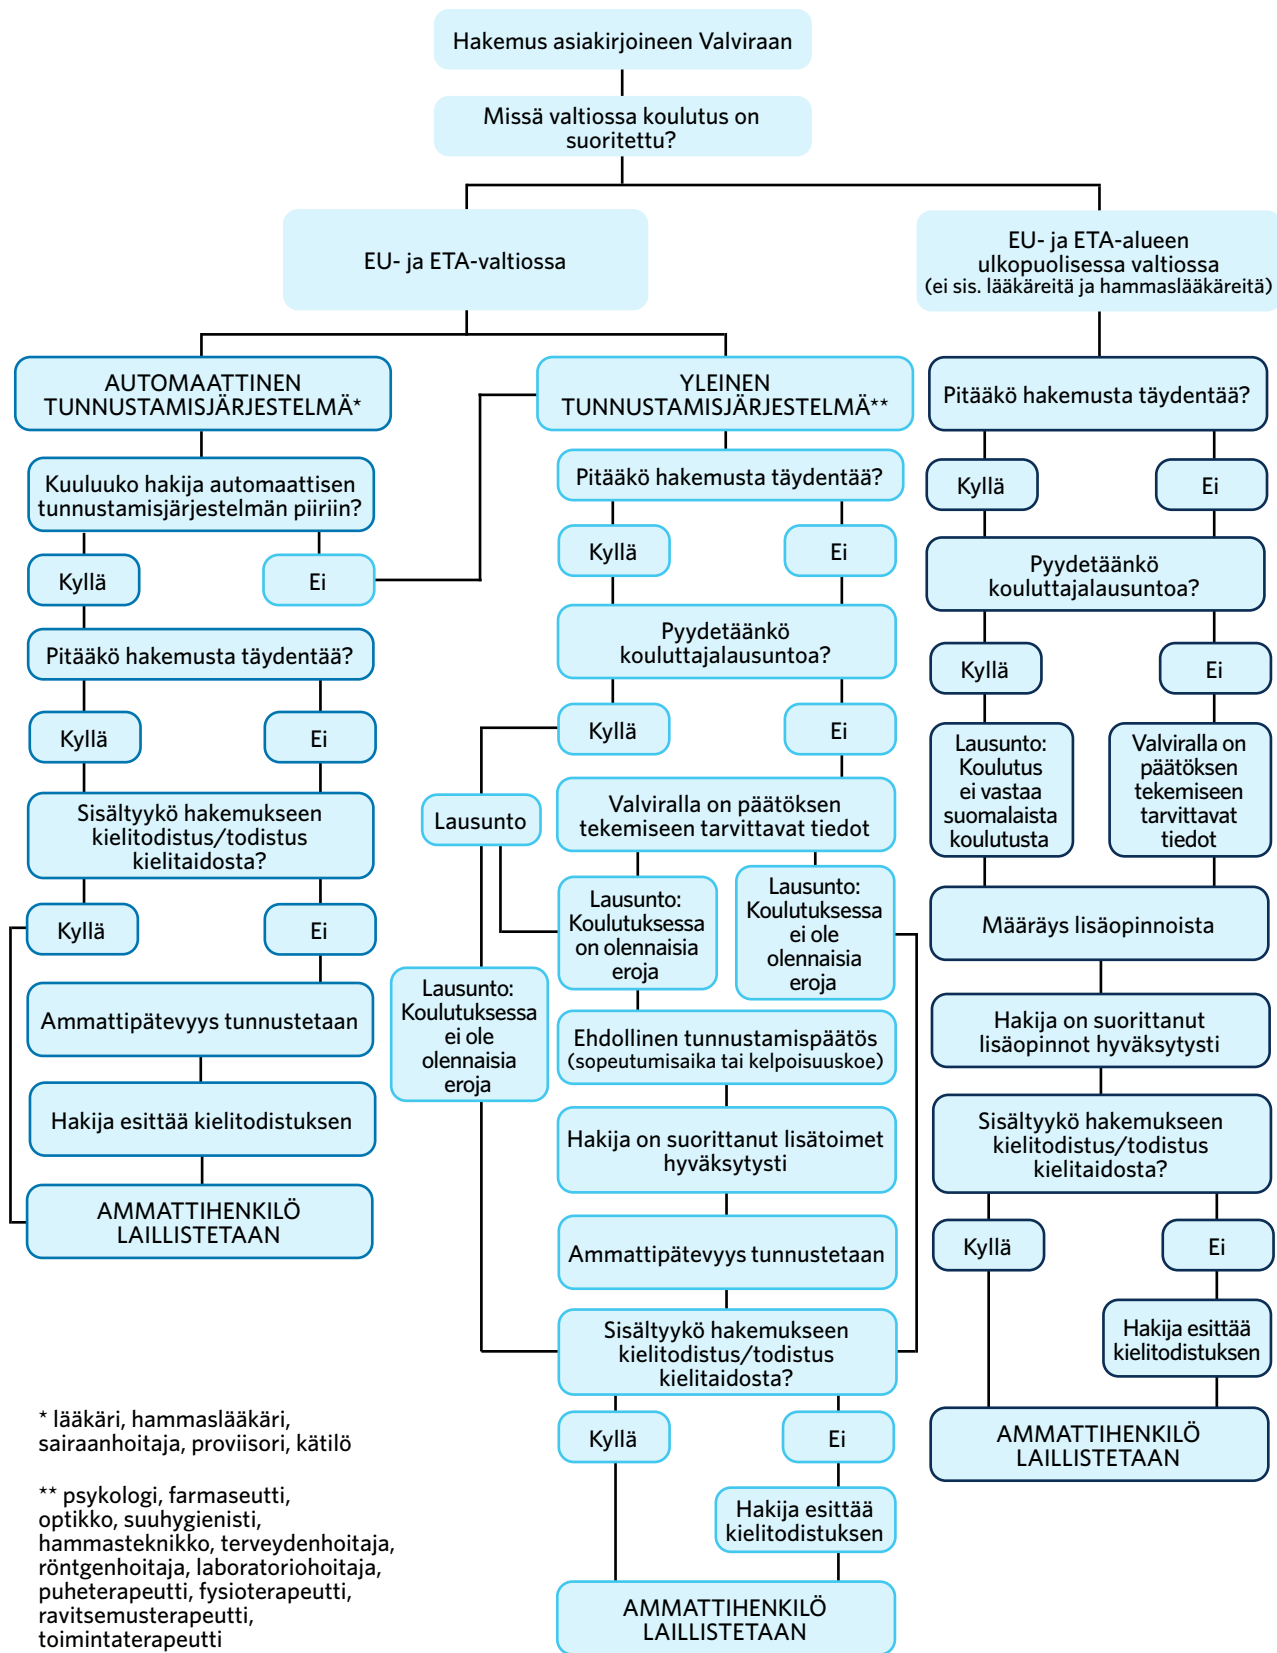 Hakemus asiakirjoineen Valviraan
Missä valtiossa koulutus on
suoritettu?
EU- ja ETA-valtiossa
EU- ja ETA-alueen
ulkopuolisessa valtiossa
(ei sis. lääkäreitä ja hammaslääkäreitä)
AUTOMAATTINEN
TUNNUSTAMISJÄRJESTELMÄ*
Kuuluuko hakija automaattisen
tunnustamisjärjestelmän piiriin?
Kyllä
Ei
Pitääkö hakemusta täydentää?
Kyllä
Ei
Sisältyykö hakemukseen
kielitodistus/todistus
kielitaidosta?
Kyllä
Ei
Ammattipätevyys tunnustetaan
Hakija esittää kielitodistuksen
AMMATTIHENKILÖ
LAILLISTETAAN
YLEINEN
TUNNUSTAMISJÄRJESTELMÄ**
Pitääkö hakemusta täydentää?
Kyllä
Ei
Pyydetäänkö
kouluttajalausuntoa?
Kyllä
Ei
Lausunto
Valviralla on päätöksen
tekemiseen tarvittavat tiedot
Lausunto:
Koulutuksessa
on olennaisia
eroja
Lausunto:
Koulutuksessa
ei ole
olennaisia
eroja
Lausunto:
Koulutuksessa
ei ole
olennaisia
eroja
Ehdollinen tunnustamispäätös
(sopeutumisaika tai kelpoisuuskoe)
Hakija on suorittanut lisätoimet
hyväksytysti
Ammattipätevyys tunnustetaan
Sisältyykö hakemukseen
kielitodistus/todistus
kielitaidosta?
Kyllä
Ei
Hakija esittää
kielitodistuksen
AMMATTIHENKILÖ
LAILLISTETAAN
Pitääkö hakemusta täydentää?
Kyllä
Ei
Pyydetäänkö
kouluttajalausuntoa?
Kyllä
Ei
Lausunto:
Koulutus
ei vastaa
suomalaista
koulutusta
Valviralla on
päätöksen
tekemiseen
tarvittavat
tiedot
Määräys lisäopinnoista
Hakija on suorittanut
lisäopinnot hyväksytysti
Sisältyykö hakemukseen
kielitodistus/todistus
kielitaidosta?
Kyllä
Ei
Hakija esittää
kielitodistuksen
AMMATTIHENKILÖ
LAILLISTETAAN
* lääkäri, hammaslääkäri,
sairaanhoitaja, proviisori, kätilö
** psykologi, farmaseutti,
optikko, suuhygienisti,
hammasteknikko, terveydenhoitaja,
röntgenhoitaja, laboratoriohoitaja,
puheterapeutti, fysioterapeutti,
ravitsemusterapeutti,
toimintaterapeutti